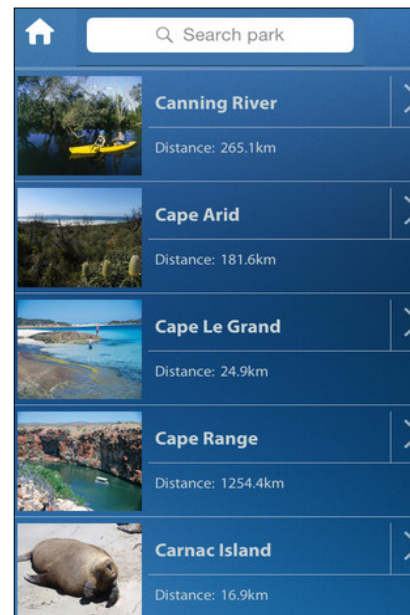 Search park
Canning River
Distance: 265.1km
Cape Arid
Distance: 181.6km
Cape Le Grand
Distance: 24.9km
Cape Range
Distance: 1254.4km
Carnac Island
Distance: 16.9km